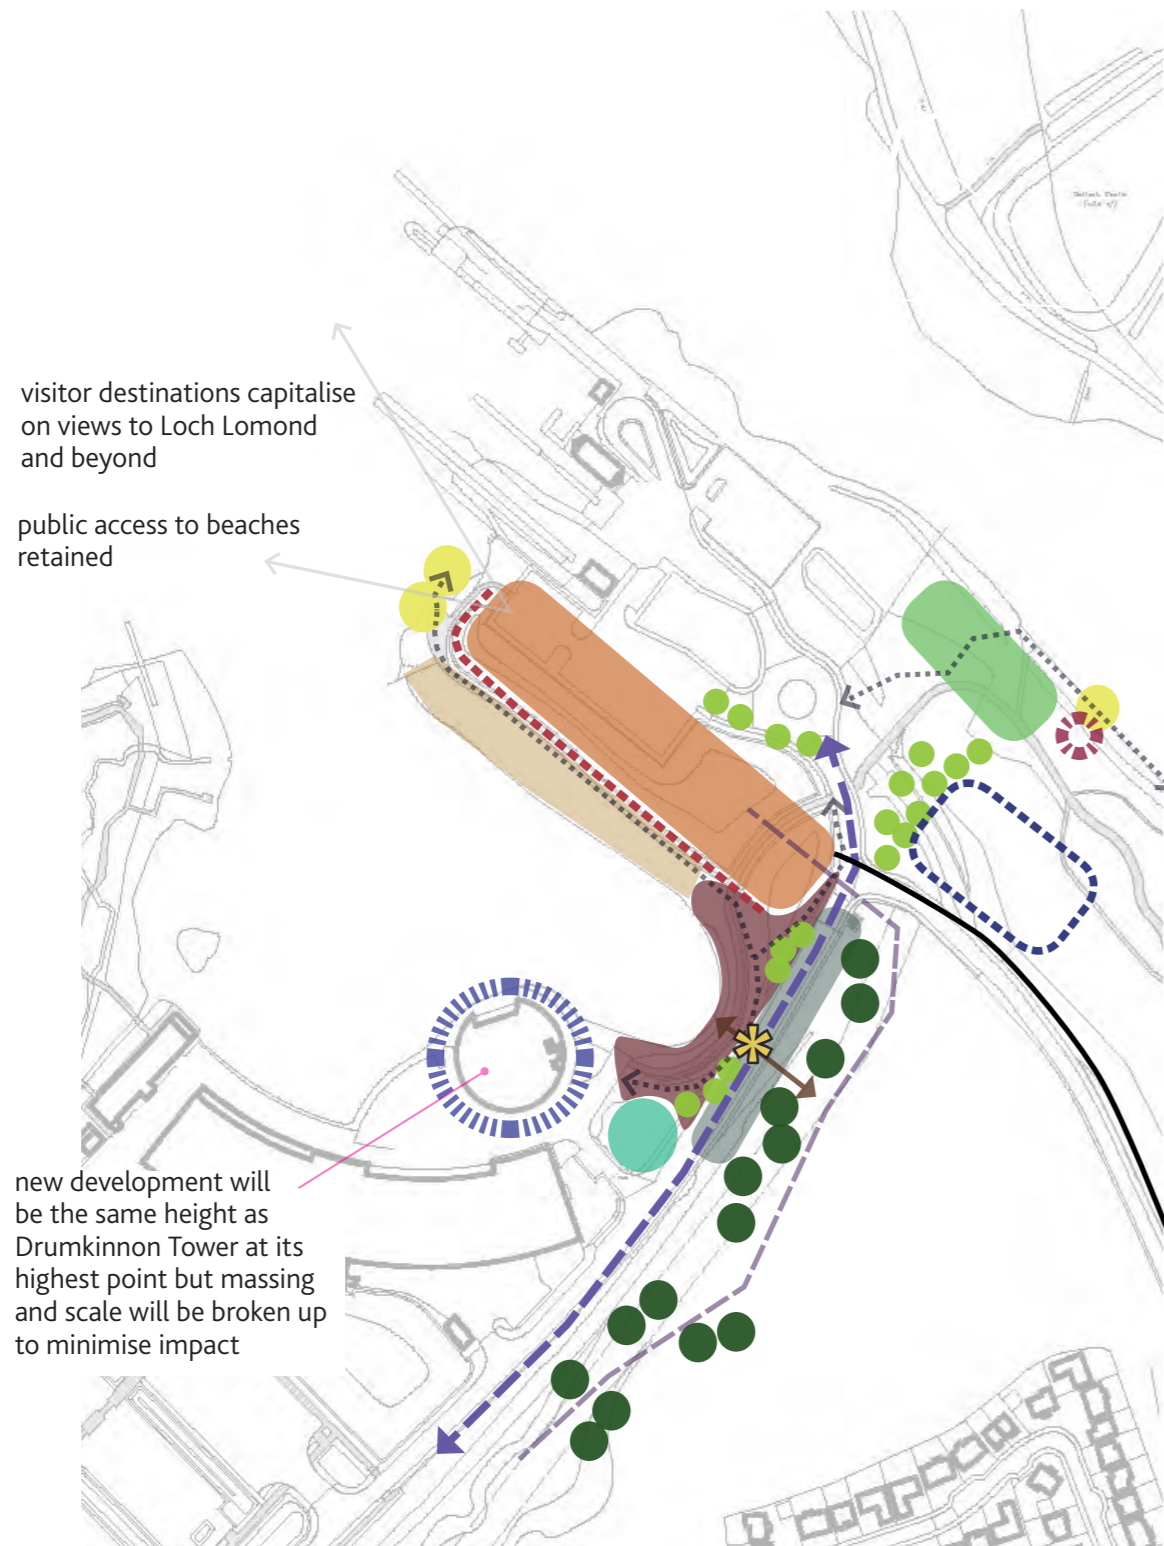 visitor destinations capitalise
on views to Loch Lomond
and beyond
public access to beaches
retained
new development will
be the same height as
Drumkinnon Tower at its
highest point but massing
and scale will be broken up
to minimise impact